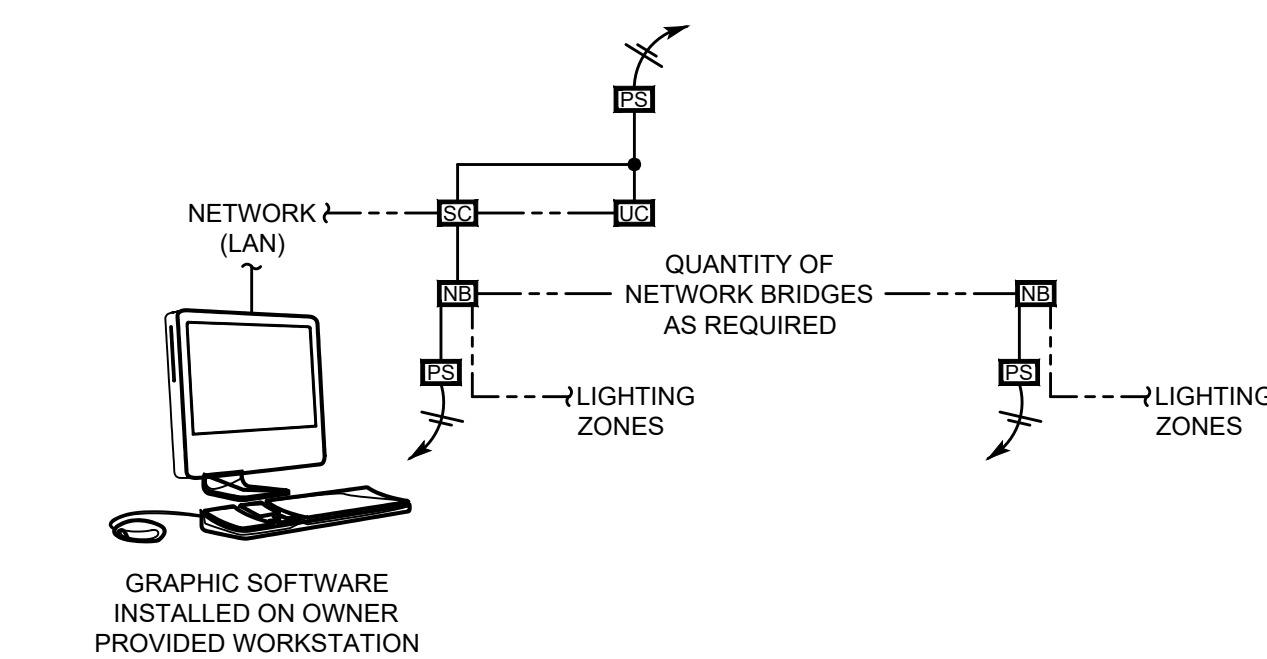 PS
NETWORK
(LAN)
SC
UC
QUANTITY OF
NETWORK BRIDGES
AS REQUIRED
NB
NB
PS
PS
LIGHTING
ZONES
LIGHTING
ZONES
GRAPHIC SOFTWARE
INSTALLED ON OWNER
PROVIDED WORKSTATION